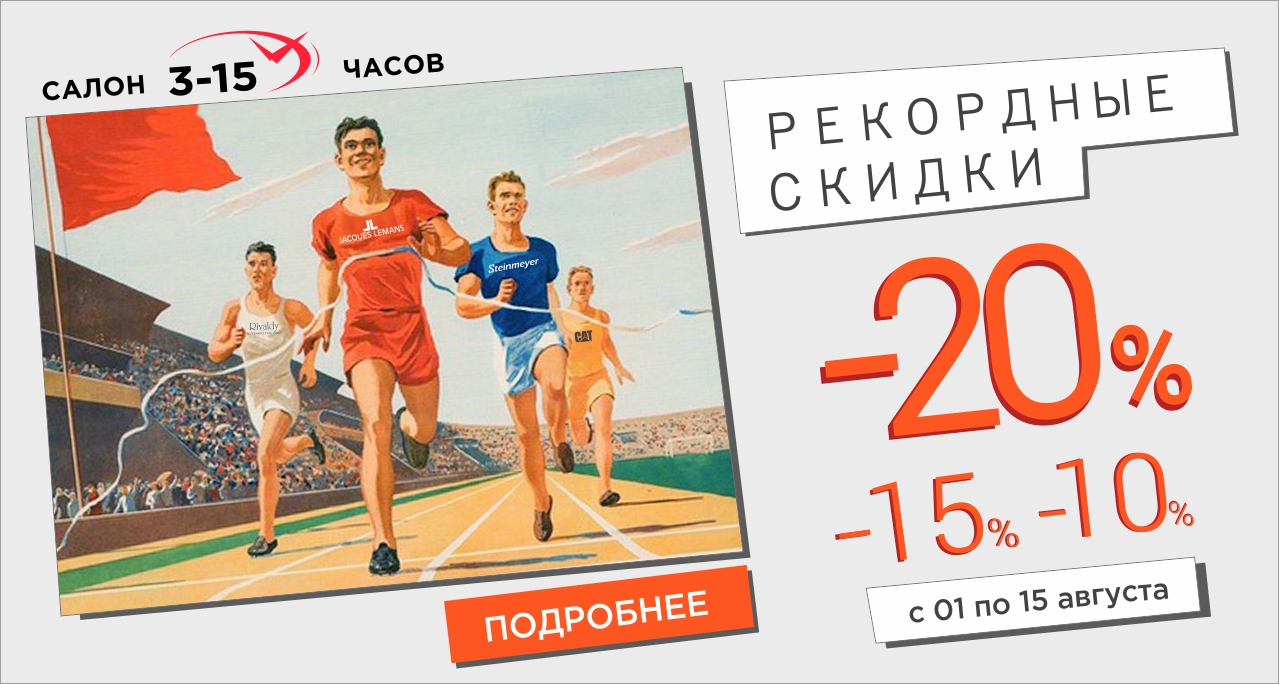 САЛОН 3-15 ЧАСОВ
РЕКОРДНЫЕ
СКИДКИ
JL
JACQUES LEMANS
Steinmeyer
Rivaldy
CAT
-20%
-15% -10%
с 01 по 15 августа
ПОДРОБНЕЕ